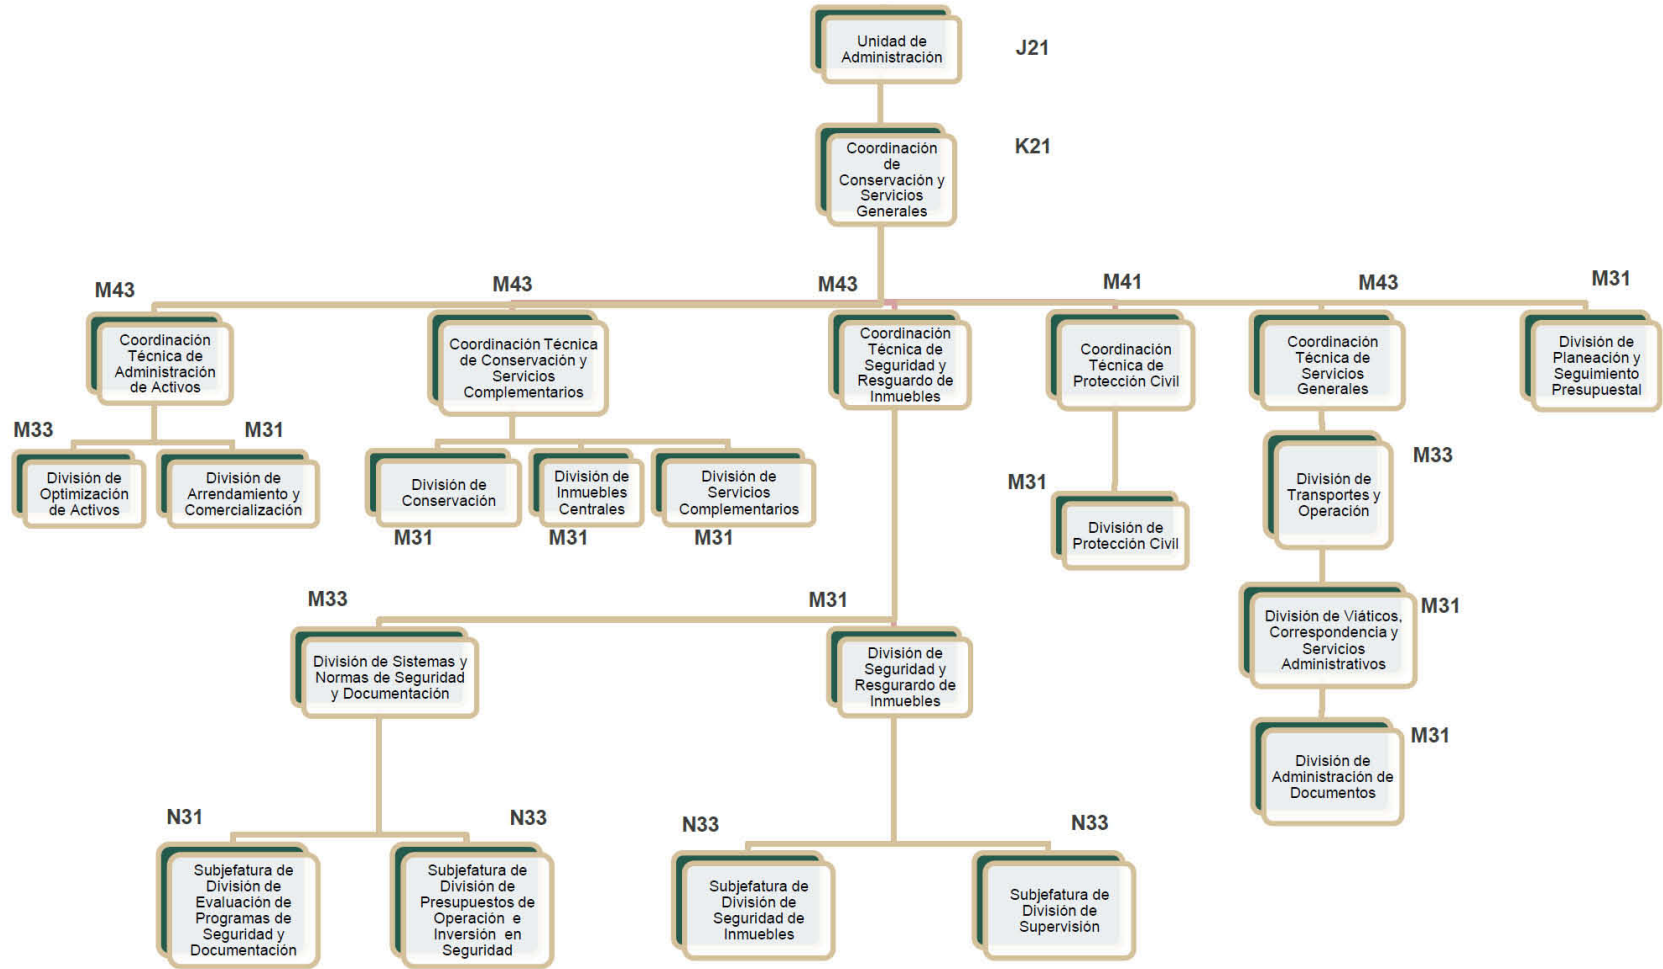 Unidad de
Administración
J21
Coordinación
de
Conservación y
Servicios
Generales
K21
M43
M43
M43
M41
M43
M31
Coordinación
Técnica de
Administración
de Activos
Coordinación Técnica
de Conservación y
Servicios
Complementarios
Coordinación
Técnica de
Seguridad y
Resguardo de
Inmuebles
Coordinación
Técnica de
Protección Civil
Coordinación
Técnica de
Servicios
Generales
División de
Planeación y
Seguimiento
Presupuestal
M33
M31
División de
Optimización
de Activos
División de
Arrendamiento y
Comercialización
División de
Conservación
División de
Inmuebles
Centrales
División de
Servicios
Complementarios
M31
M31
M31
M31
División de
Protección Civil
M33
División de
Transportes y
Operación
M31
División de Viáticos,
Correspondencia y
Servicios
Administrativos
M31
División de
Administración de
Documentos
M33
M31
División de Sistemas y
Normas de Seguridad
y Documentación
División de
Seguridad y
Resgurardo de
Inmuebles
N31
N33
N33
N33
Subjefatura de
División de
Evaluación de
Programas de
Seguridad y
Documentación
Subjefatura de
División de
Presupuestos de
Operación e
Inversión en
Seguridad
Subjefatura de
División de
Seguridad de
Inmuebles
Subjefatura de
División de
Supervisión